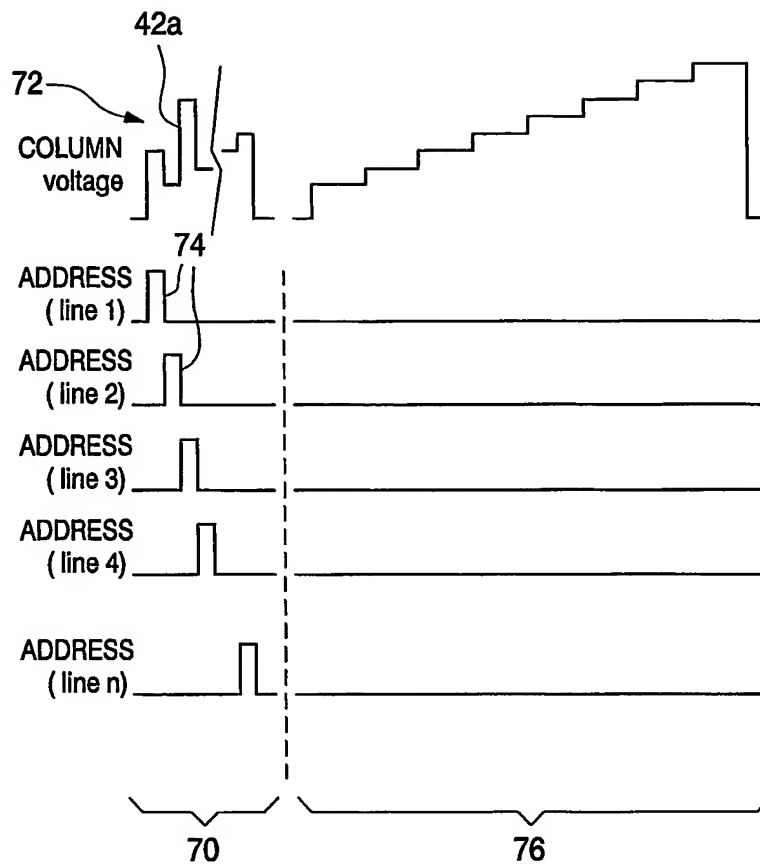 42a
72
COLUMN
voltage
74
ADDRESS
( line 1)
ADDRESS
( line 2)
ADDRESS
( line 3)
ADDRESS
( line 4)
ADDRESS
( line n)
70
76